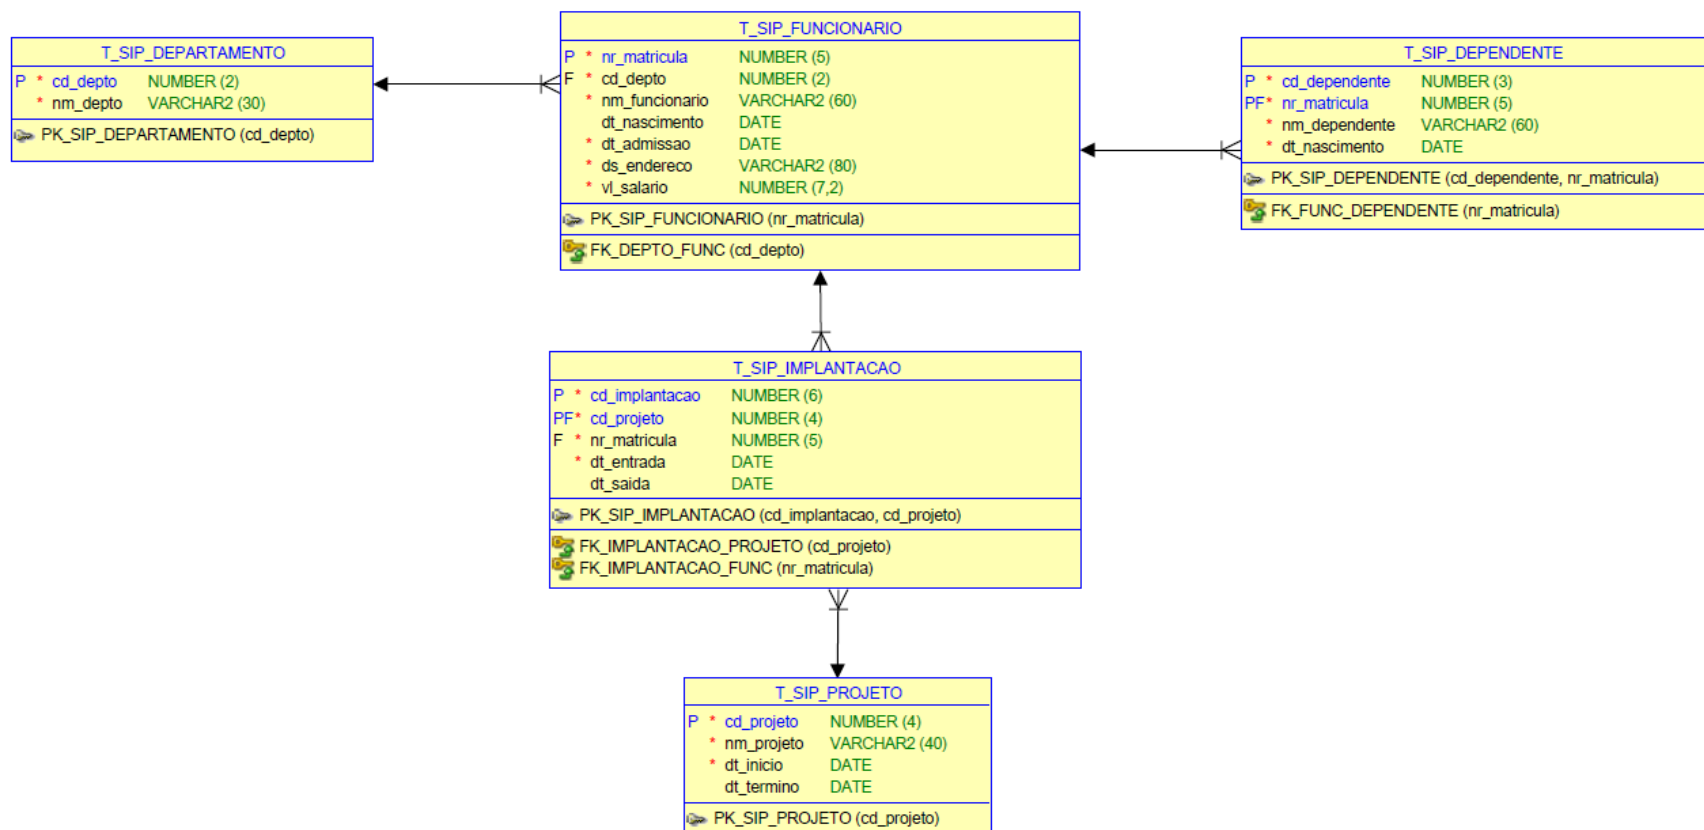 T_SIP_DEPARTAMENTO
P * cd_depto NUMBER (2)
* nm_depto VARCHAR2 (30)
PK_SIP_DEPARTAMENTO (cd_depto)
T_SIP_FUNCIONARIO
P * nr_matricula NUMBER (5)
F * cd_depto NUMBER (2)
* nm_funcionario VARCHAR2 (60)
dt_nascimento DATE
* dt_admissao DATE
* ds_endereco VARCHAR2 (80)
* vl_salario NUMBER (7,2)
PK_SIP_FUNCIONARIO (nr_matricula)
FK_DEPTO_FUNC (cd_depto)
T_SIP_DEPENDENTE
P * cd_dependente NUMBER (3)
PF* nr_matricula NUMBER (5)
* nm_dependente VARCHAR2 (60)
* dt_nascimento DATE
PK_SIP_DEPENDENTE (cd_dependente, nr_matricula)
FK_FUNC_DEPENDENTE (nr_matricula)
T_SIP_IMPLANTACAO
P * cd_implantacao NUMBER (6)
PF* cd_projeto NUMBER (4)
F * nr_matricula NUMBER (5)
* dt_entrada DATE
dt_saida DATE
PK_SIP_IMPLANTACAO (cd_implantacao, cd_projeto)
FK_IMPLANTACAO_PROJETO (cd_projeto)
FK_IMPLANTACAO_FUNC (nr_matricula)
T_SIP_PROJETO
P * cd_projeto NUMBER (4)
* nm_projeto VARCHAR2 (40)
* dt_inicio DATE
dt_termino DATE
PK_SIP_PROJETO (cd_projeto)